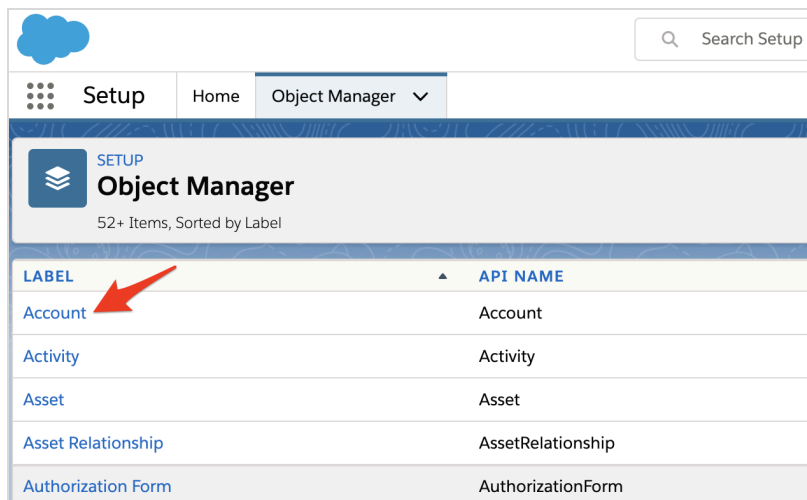 Search Setup
Setup Home Object Manager
SETUP
Object Manager
52+ Items, Sorted by Label
LABEL API NAME
Account Account
Activity Activity
Asset Asset
Asset Relationship AssetRelationship
Authorization Form AuthorizationForm